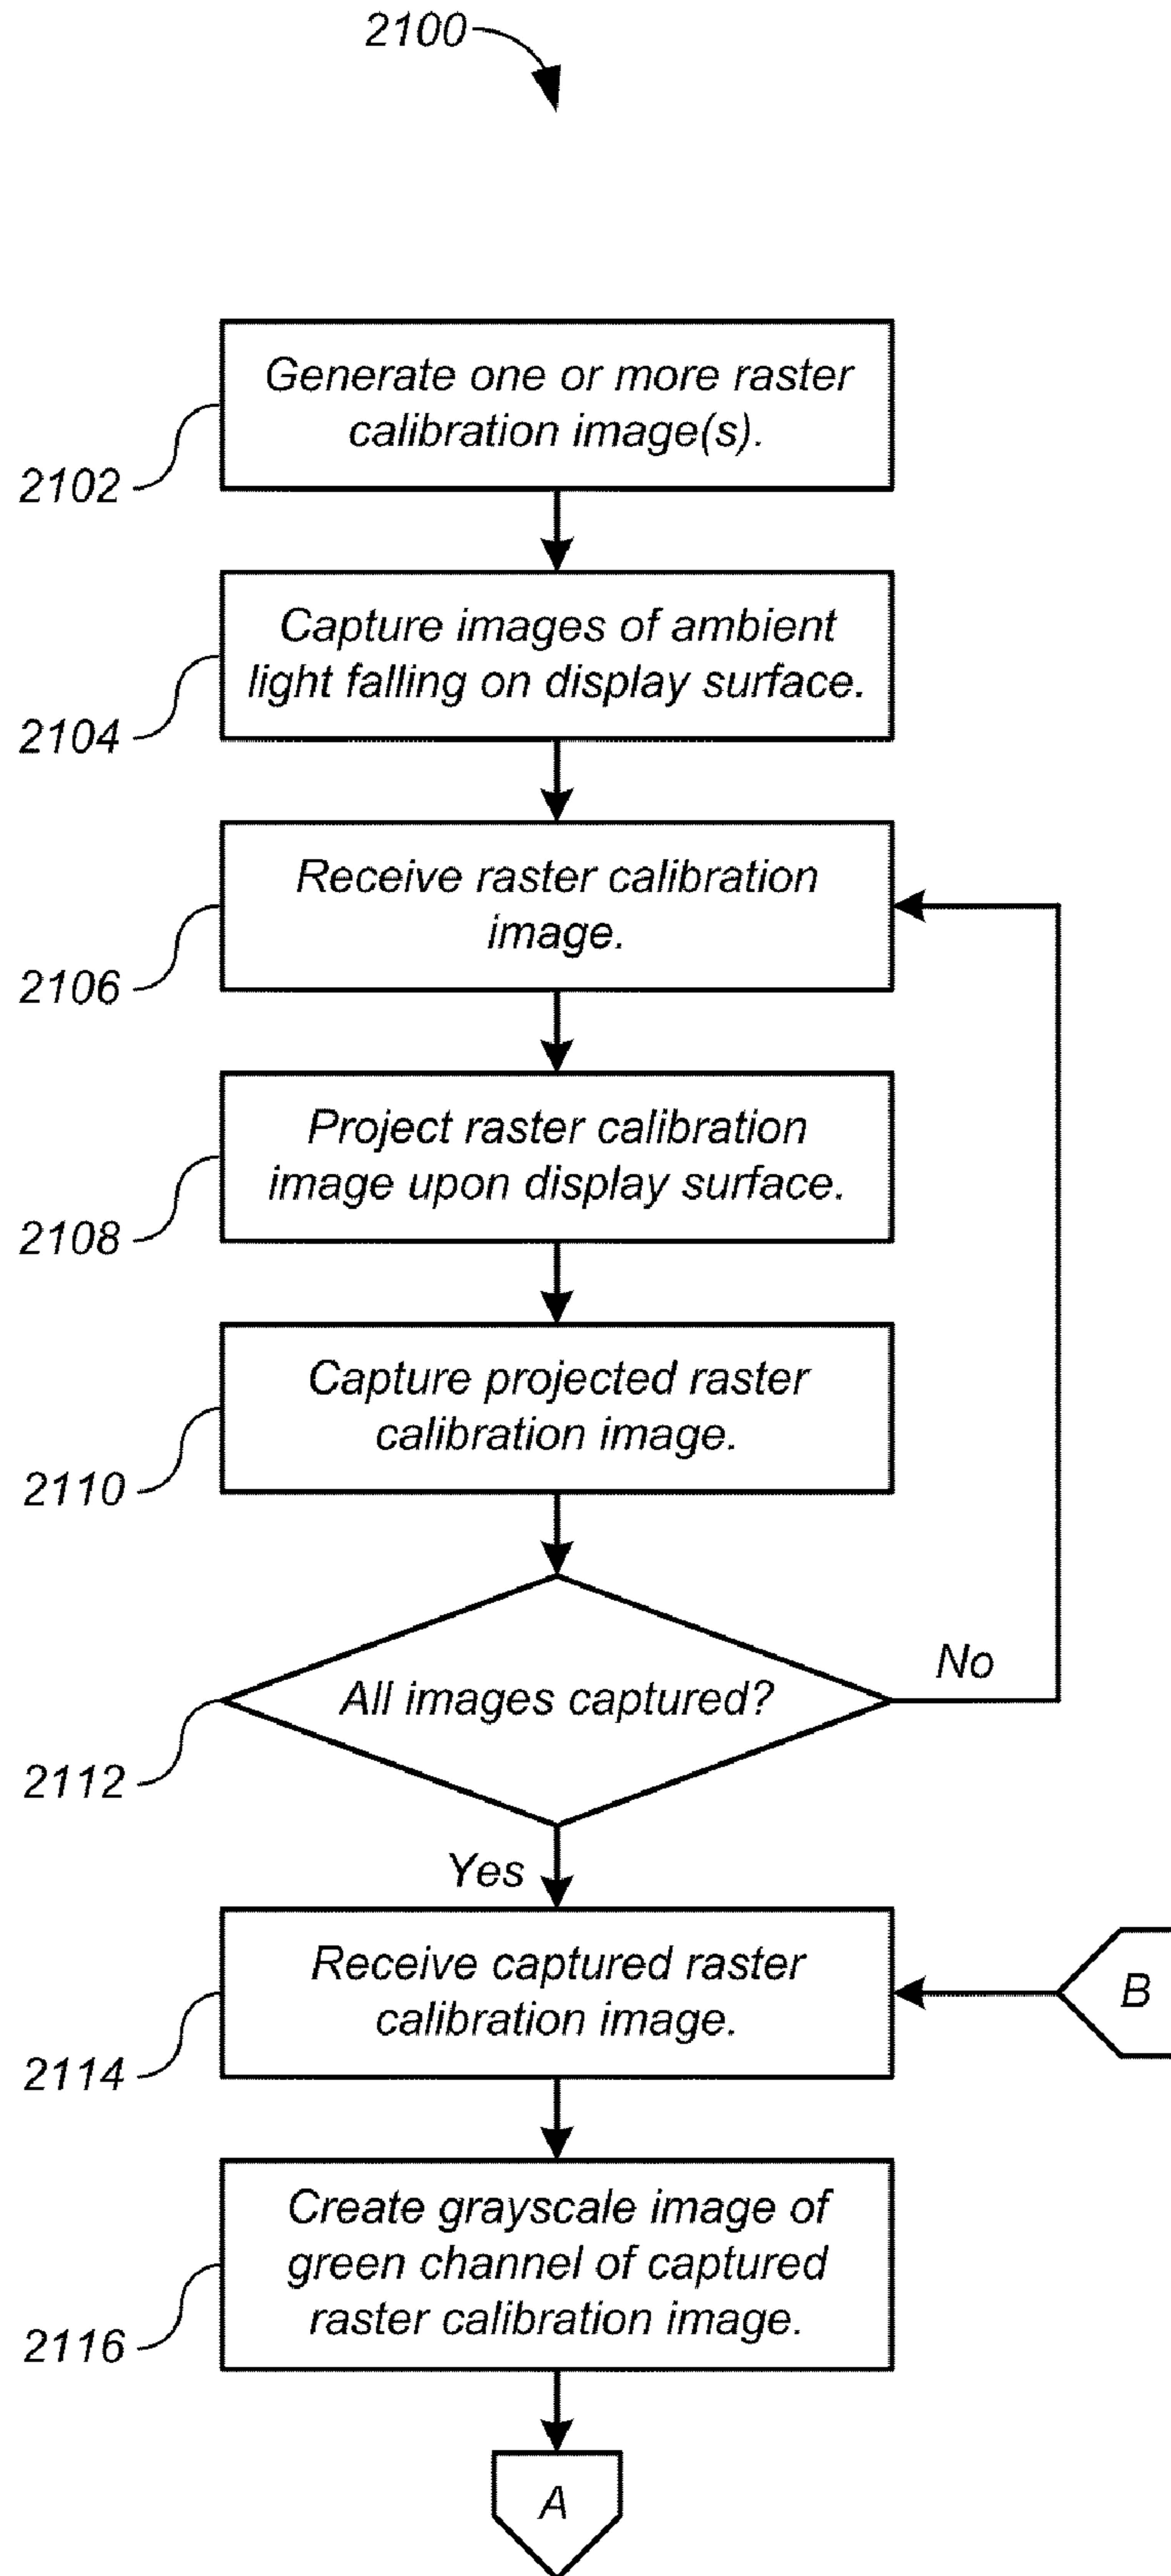 2100
Generate one or more raster
calibration image(s).
2102
Capture images of ambient
light falling on display surface.
2104
Receive raster calibration
image.
2106
Project raster calibration
image upon display surface.
2108
Capture projected raster
calibration image.
2110
No
All images captured?
2112
Yes
Receive captured raster
calibration image.
B
2114
Create grayscale image of
green channel of captured
raster calibration image.
2116
A